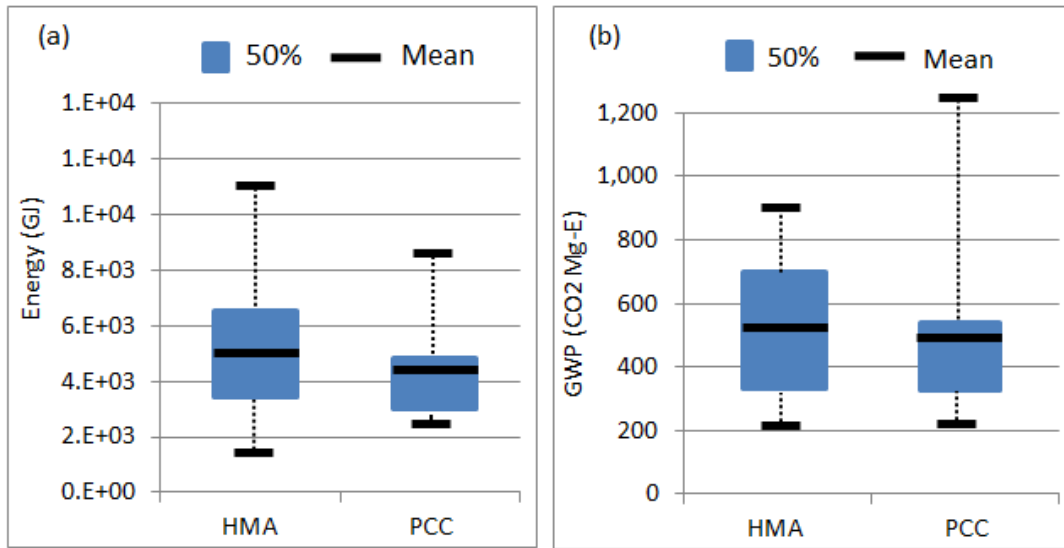 (a)
50% Mean
1.E+04
1.E+04
1.E+04
8.E+03
6.E+03
4.E+03
2.E+03
0.E+00
Energy (GJ)
HMA PCC
(b)
50% Mean
1,200
1,000
800
600
400
200
0
GWP (CO2 Mg-E)
HMA PCC